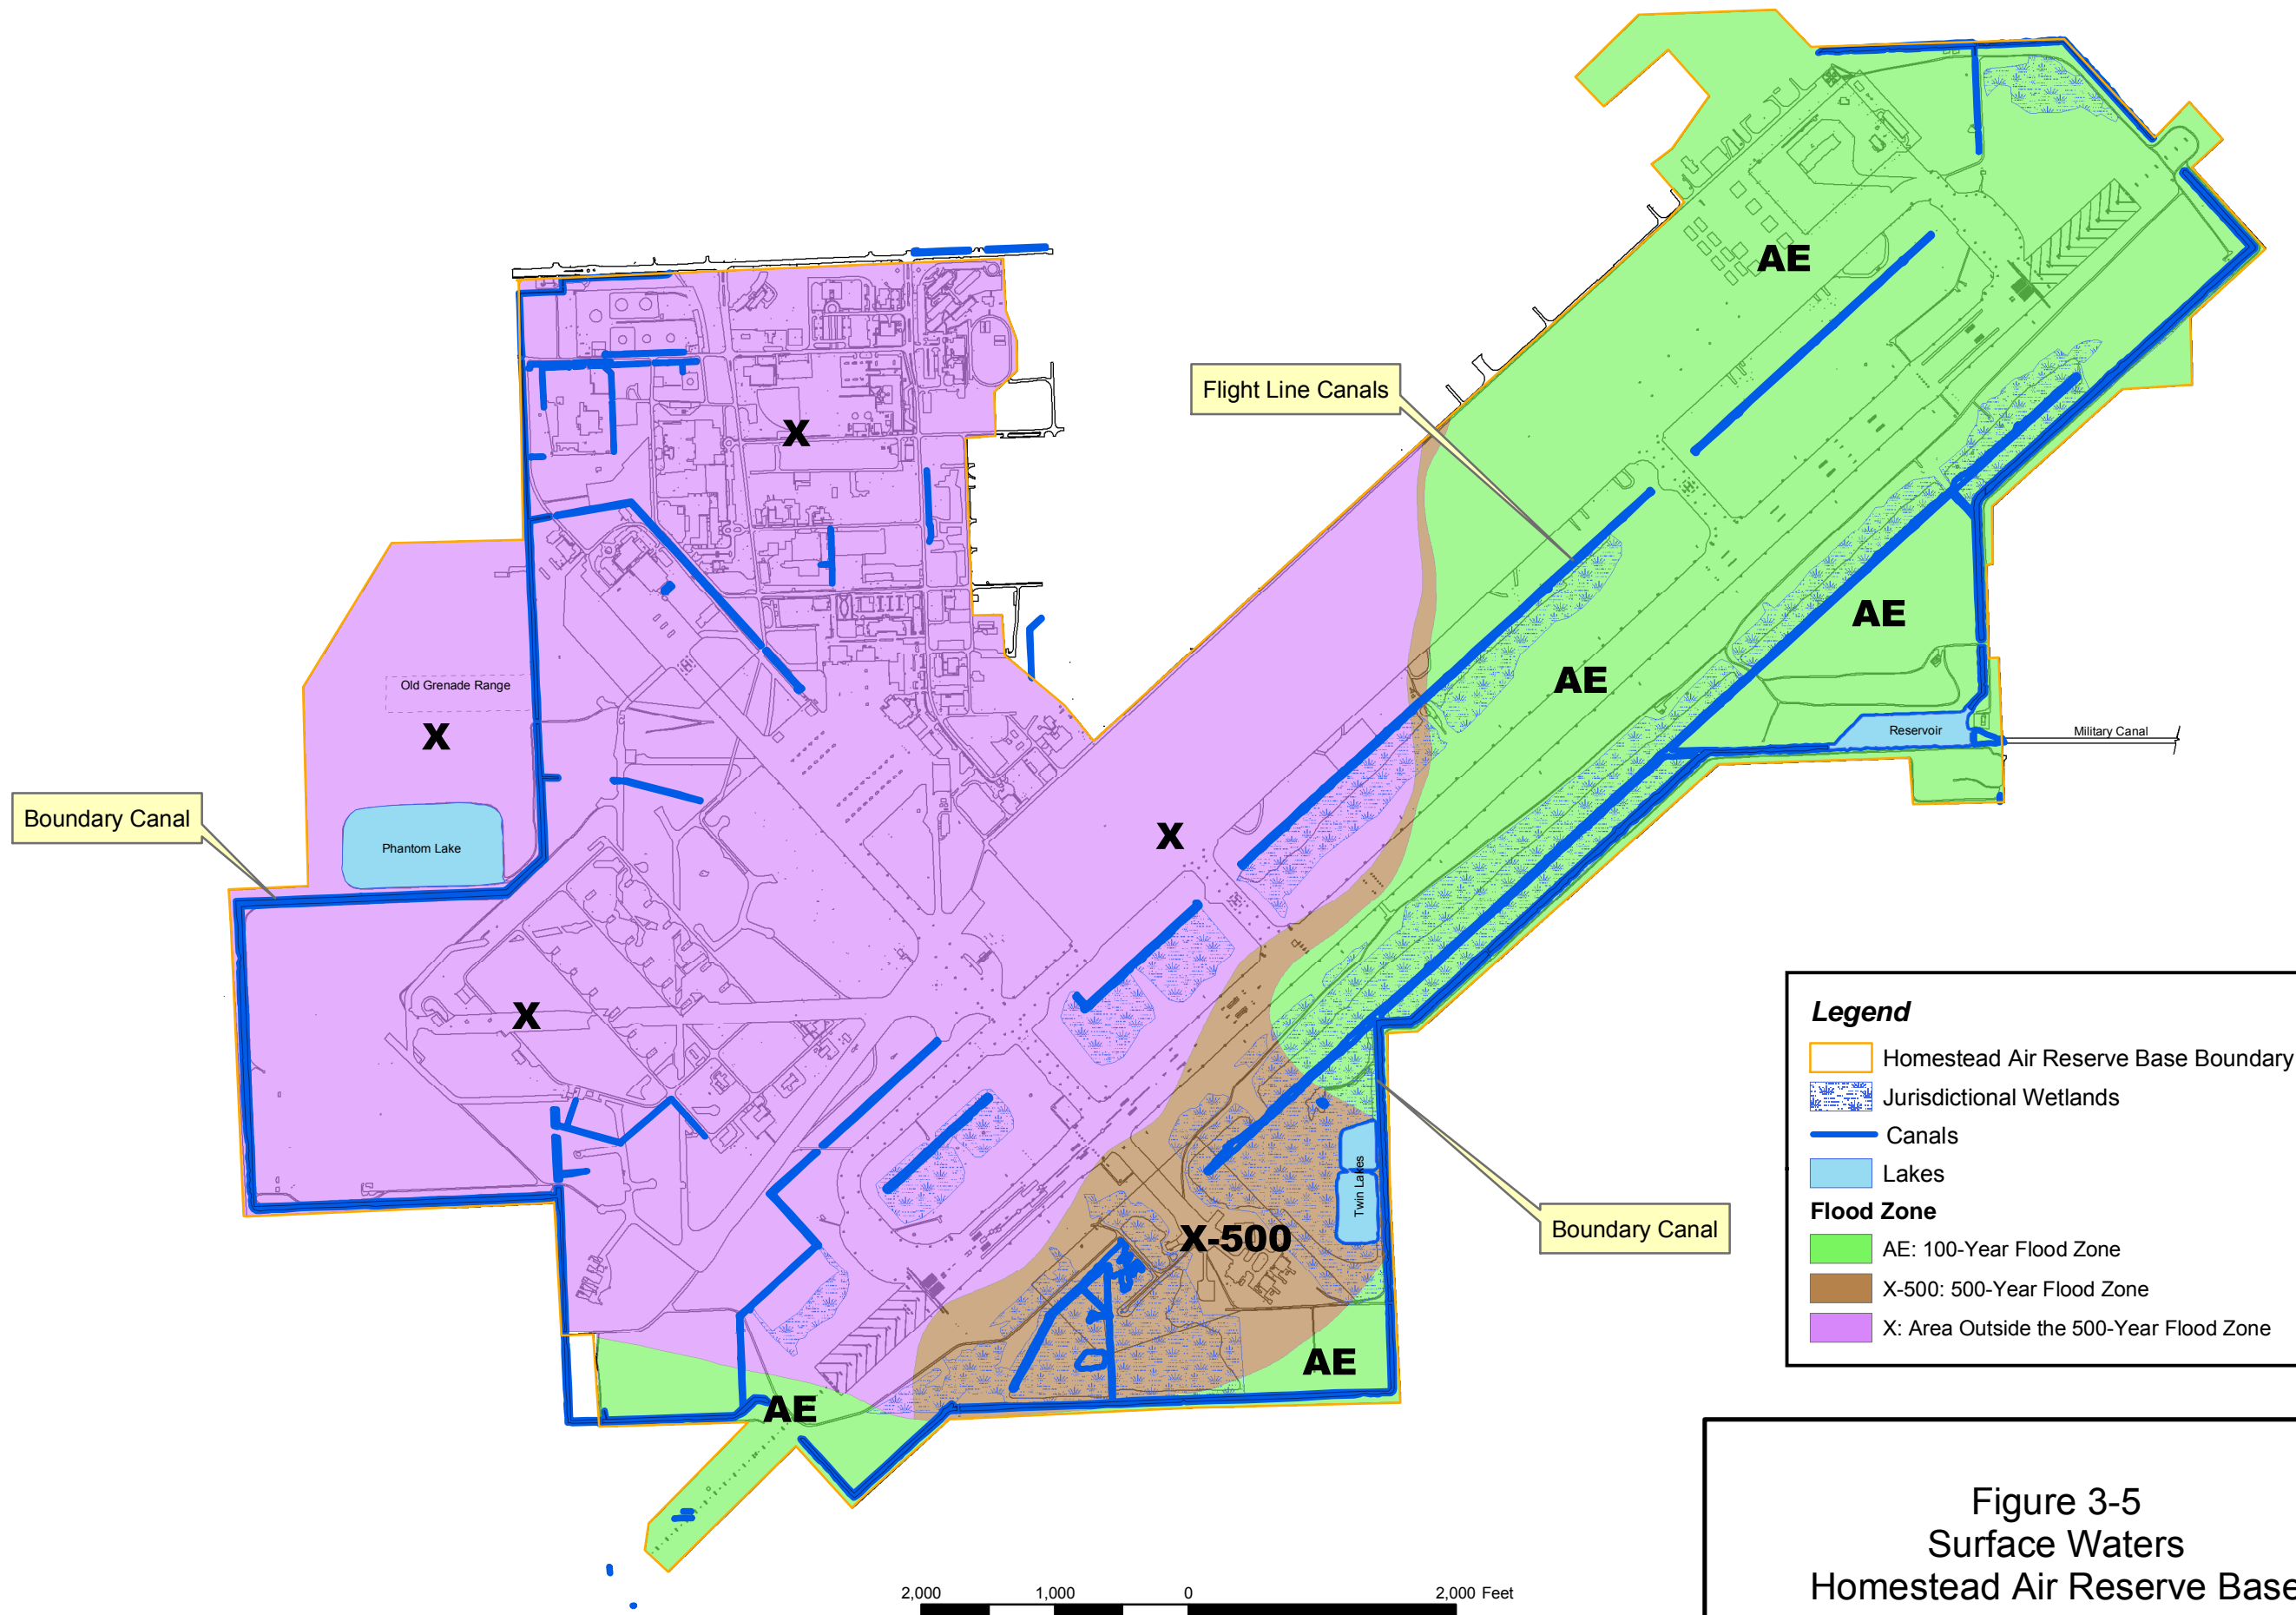 AE
Flight Line Canals
X
AE
AE
Old Grenade Range
X
Reservoir
Military Canal
Boundary Canal
Phantom Lake
X
X
Twin Lakes
X-500
Boundary Canal
AE
AE
Legend
Homestead Air Reserve Base Boundary
Jurisdictional Wetlands
Canals
Lakes
Flood Zone
AE: 100-Year Flood Zone
X-500: 500-Year Flood Zone
X: Area Outside the 500-Year Flood Zone
Figure 3-5
Surface Waters
Homestead Air Reserve Base
2,000 1,000 0 2,000 Feet